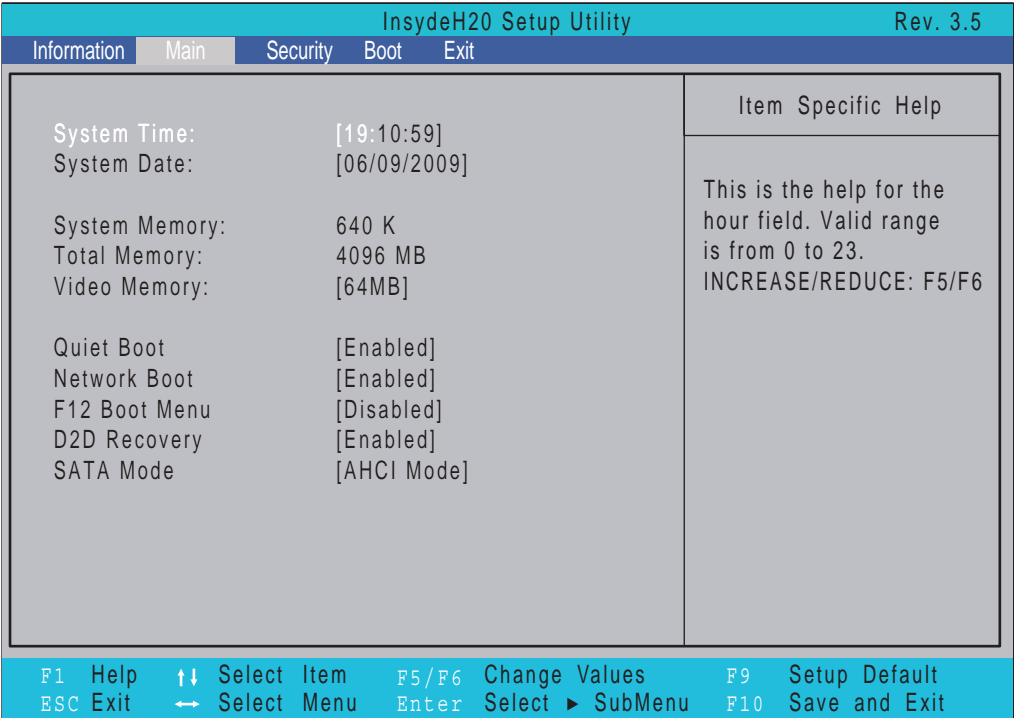 InsydeH20 Setup Utility Rev. 3.5
Information Main Security Boot Exit
Item Specific Help
System Time: [19:10:59]
System Date: [06/09/2009]
System Memory: 640 K
Total Memory: 4096 MB
Video Memory: [64MB]
Quiet Boot [Enabled]
Network Boot [Enabled]
F12 Boot Menu [Disabled]
D2D Recovery [Enabled]
SATA Mode [AHCI Mode]
This is the help for the
hour field. Valid range
is from 0 to 23.
INCREASE/REDUCE: F5/F6
F1 Help ↑↓ Select Item F5/F6 Change Values F9 Setup Default
ESC Exit ↔ Select Menu Enter Select ► SubMenu F10 Save and Exit